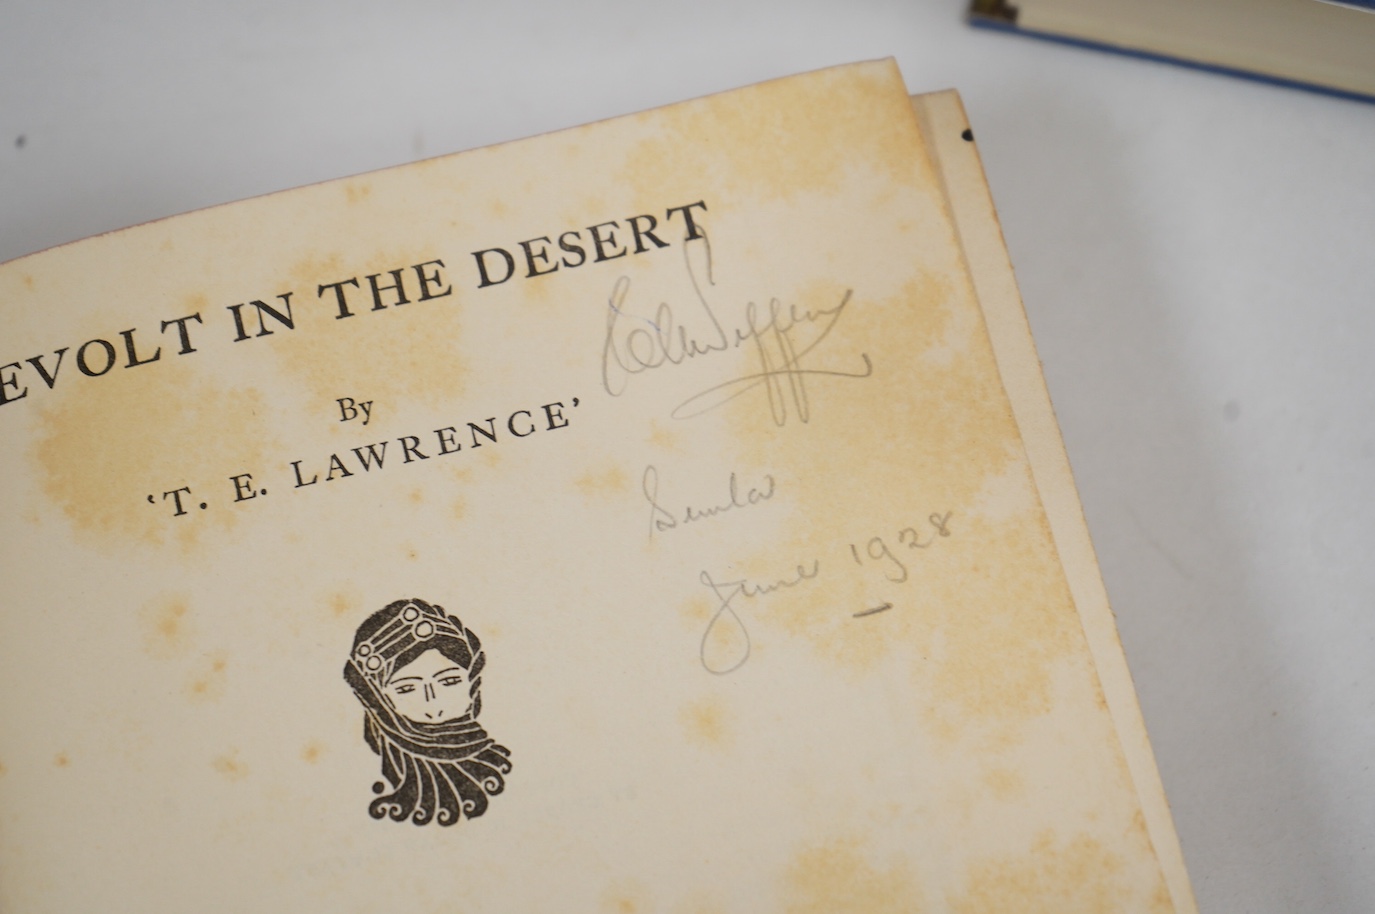 EVOLT IN THE DESERT
By
‘T. E. LAWRENCE’
Simla
June 1928